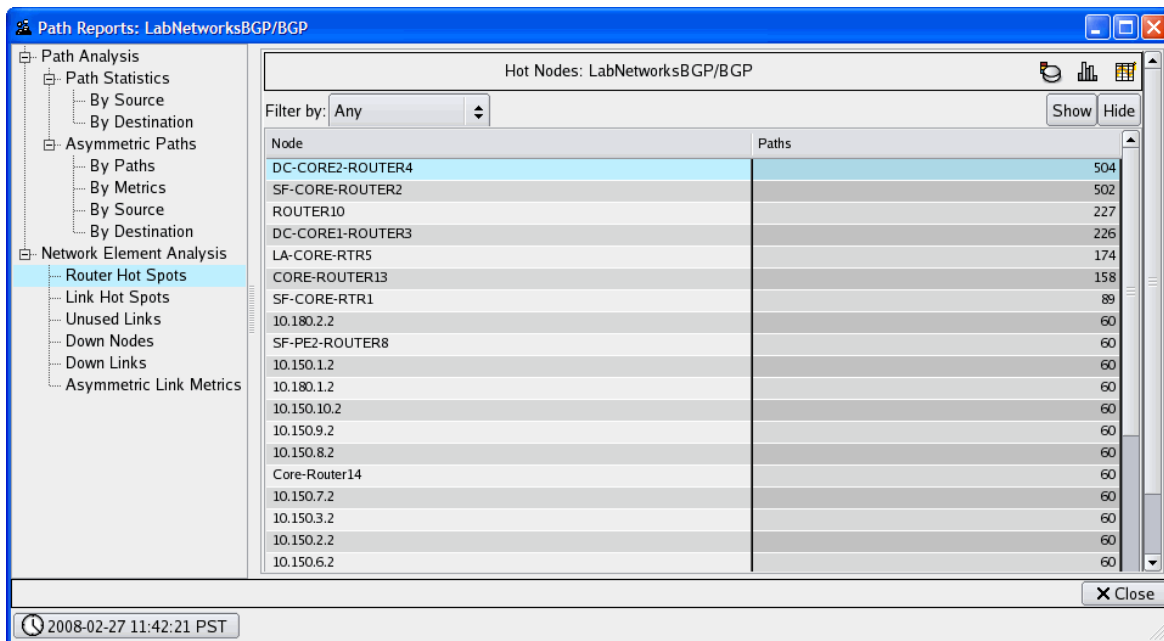 Path Reports: LabNetworksBGP/BGP
Path Analysis
Path Statistics
By Source
By Destination
Asymmetric Paths
By Paths
By Metrics
By Source
By Destination
Network Element Analysis
Router Hot Spots
Link Hot Spots
Unused Links
Down Nodes
Down Links
Asymmetric Link Metrics
Hot Nodes: LabNetworksBGP/BGP
Filter by: Any Show Hide
Node Paths
DC-CORE2-ROUTER4 504
SF-CORE-ROUTER2 502
ROUTER10 227
DC-CORE1-ROUTER3 226
LA-CORE-RTR5 174
CORE-ROUTER13 158
SF-CORE-RTR1 89
10.180.2.2 60
SF-PE2-ROUTER8 60
10.150.1.2 60
10.180.1.2 60
10.150.10.2 60
10.150.9.2 60
10.150.8.2 60
Core-Router14 60
10.150.7.2 60
10.150.3.2 60
10.150.2.2 60
10.150.6.2 60
Close
2008-02-27 11:42:21 PST